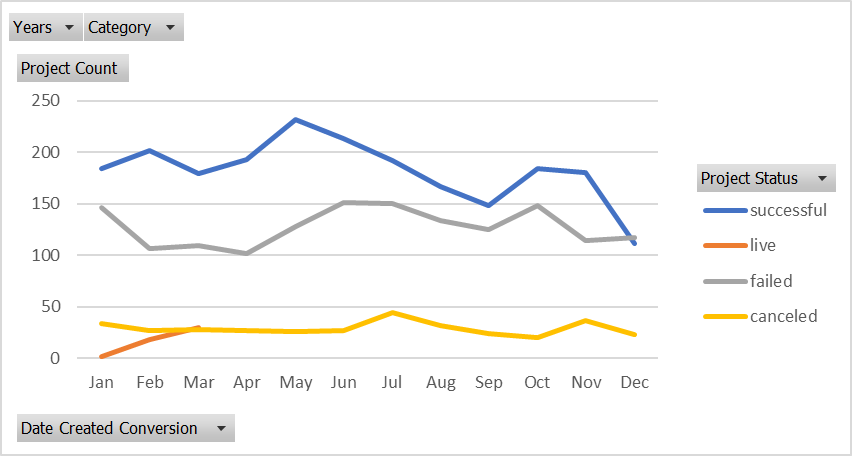 Years Category
Project Count
250
200
150
100
50
0
Jan Feb Mar Apr May Jun Jul Aug Sep Oct Nov Dec
Project Status
successful
live
failed
canceled
Date Created Conversion